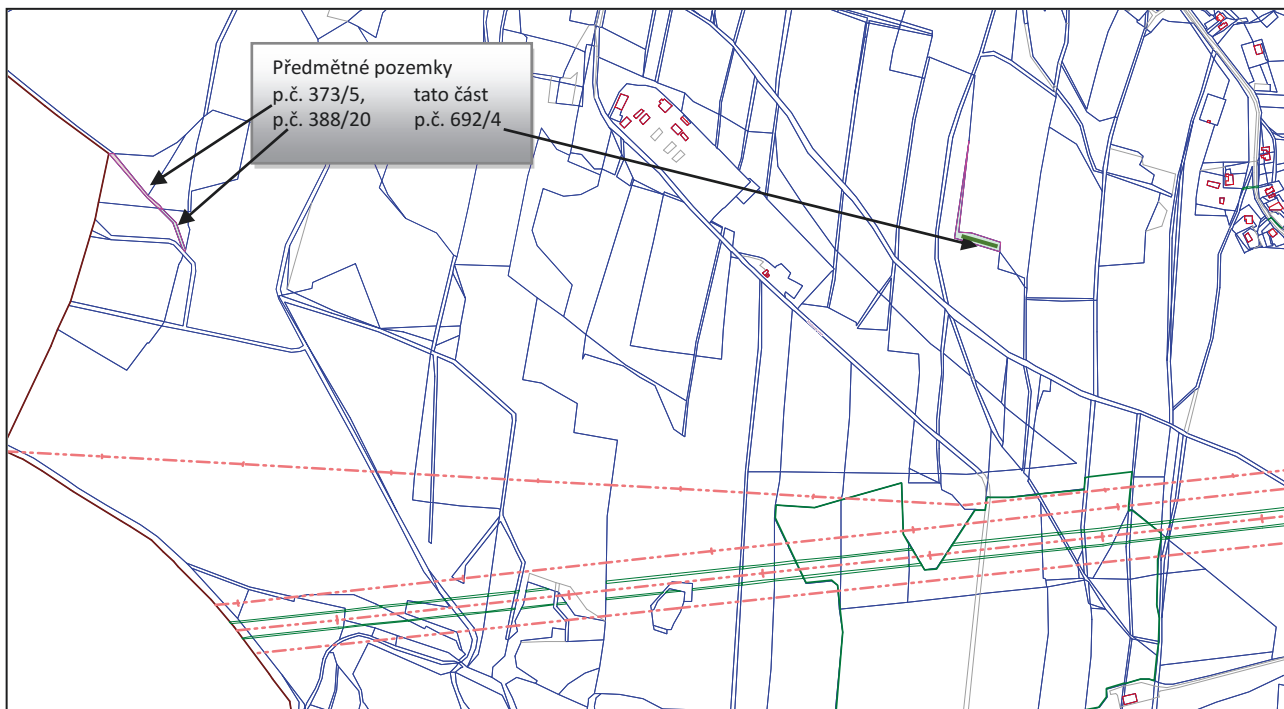 Předmětné pozemky
p.č. 373/5, tato část
p.č. 388/20 p.č. 692/4